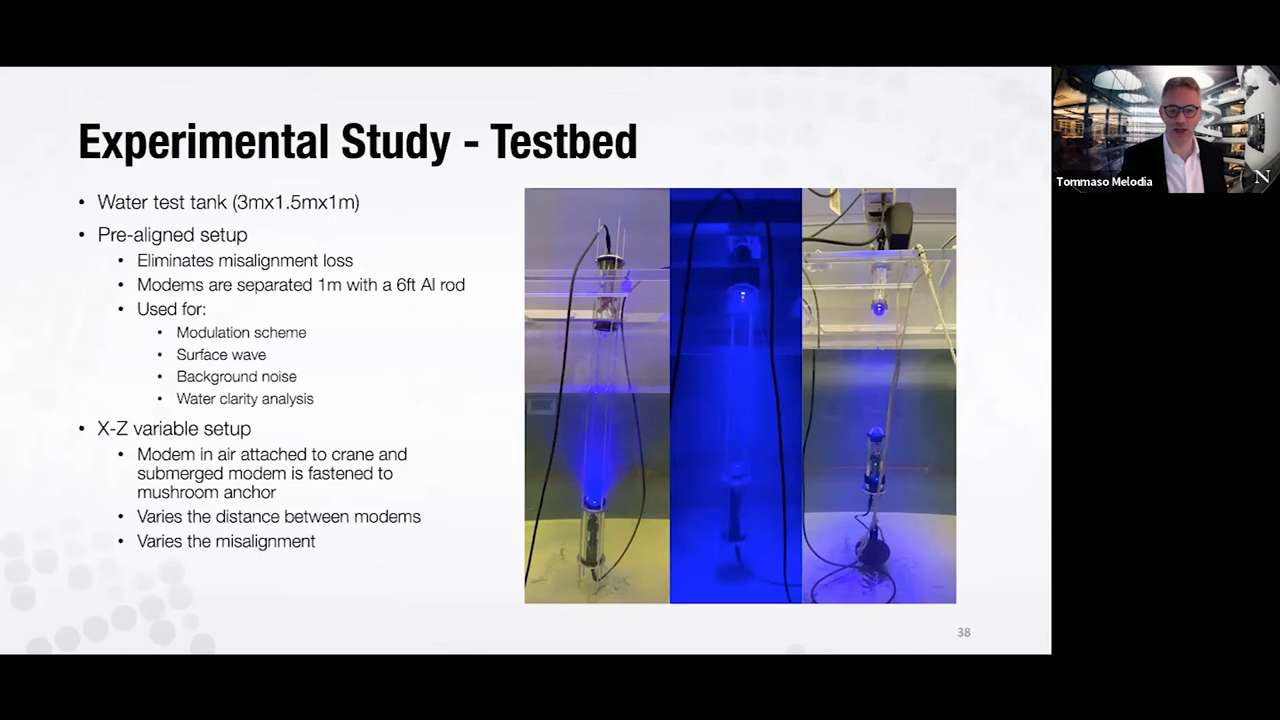 Experimental Study - Testbed
• Water test tank (3mx1.5mx1m)
• Pre-aligned setup
• Eliminates misalignment loss
• Modems are separated 1m with a 6ft Al rod
• Used for:
• Modulation scheme
• Surface wave
• Background noise
• Water clarity analysis
• X-Z variable setup
• Modem in air attached to crane and
submerged modem is fastened to
mushroom anchor
• Varies the distance between modems
• Varies the misalignment
38
Tommaso Melodia
N